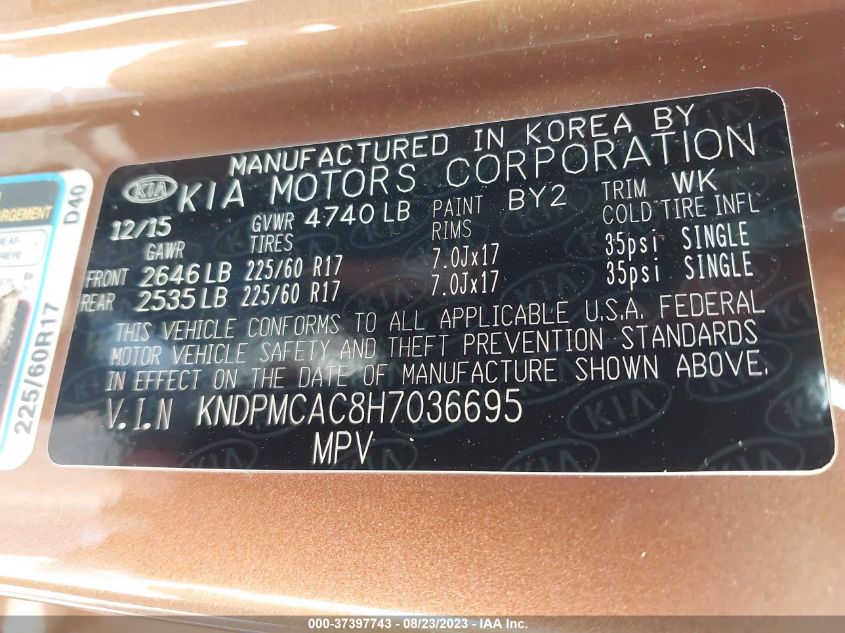 MANUFACTURED IN KOREA BY
KIA KIA MOTORS CORPORATION
12/15 GVWR 4740 LB PAINT BY2 TRIM WK
GAWR TIRES RIMS COLD TIRE INFL
FRONT 2646 LB 225/60 R17 7.0Jx17 35psi SINGLE
REAR 2535 LB 225/60 R17 7.0Jx17 35psi SINGLE
THIS VEHICLE CONFORMS TO ALL APPLICABLE U.S.A. FEDERAL
MOTOR VEHICLE SAFETY AND THEFT PREVENTION STANDARDS
IN EFFECT ON THE DATE OF MANUFACTURE SHOWN ABOVE.
V.I.N KNDPMCAC8H7036695
MPV
D40
225/60R17
000-37397743 - 08/23/2023 - IAA Inc.